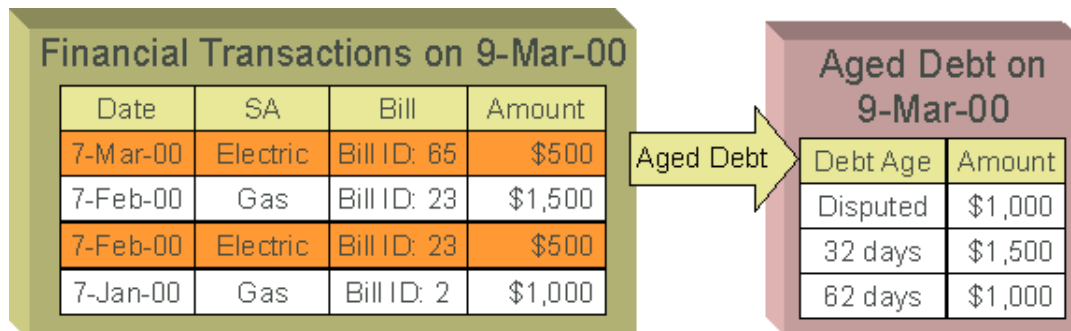 Financial Transactions on 9-Mar-00
Date SA Bill Amount
7-Mar-00 Electric Bill ID: 65 $500
7-Feb-00 Gas Bill ID: 23 $1,500
7-Feb-00 Electric Bill ID: 23 $500
7-Jan-00 Gas Bill ID: 2 $1,000
Aged Debt
Aged Debt on
9-Mar-00
Debt Age Amount
Disputed $1,000
32 days $1,500
62 days $1,000